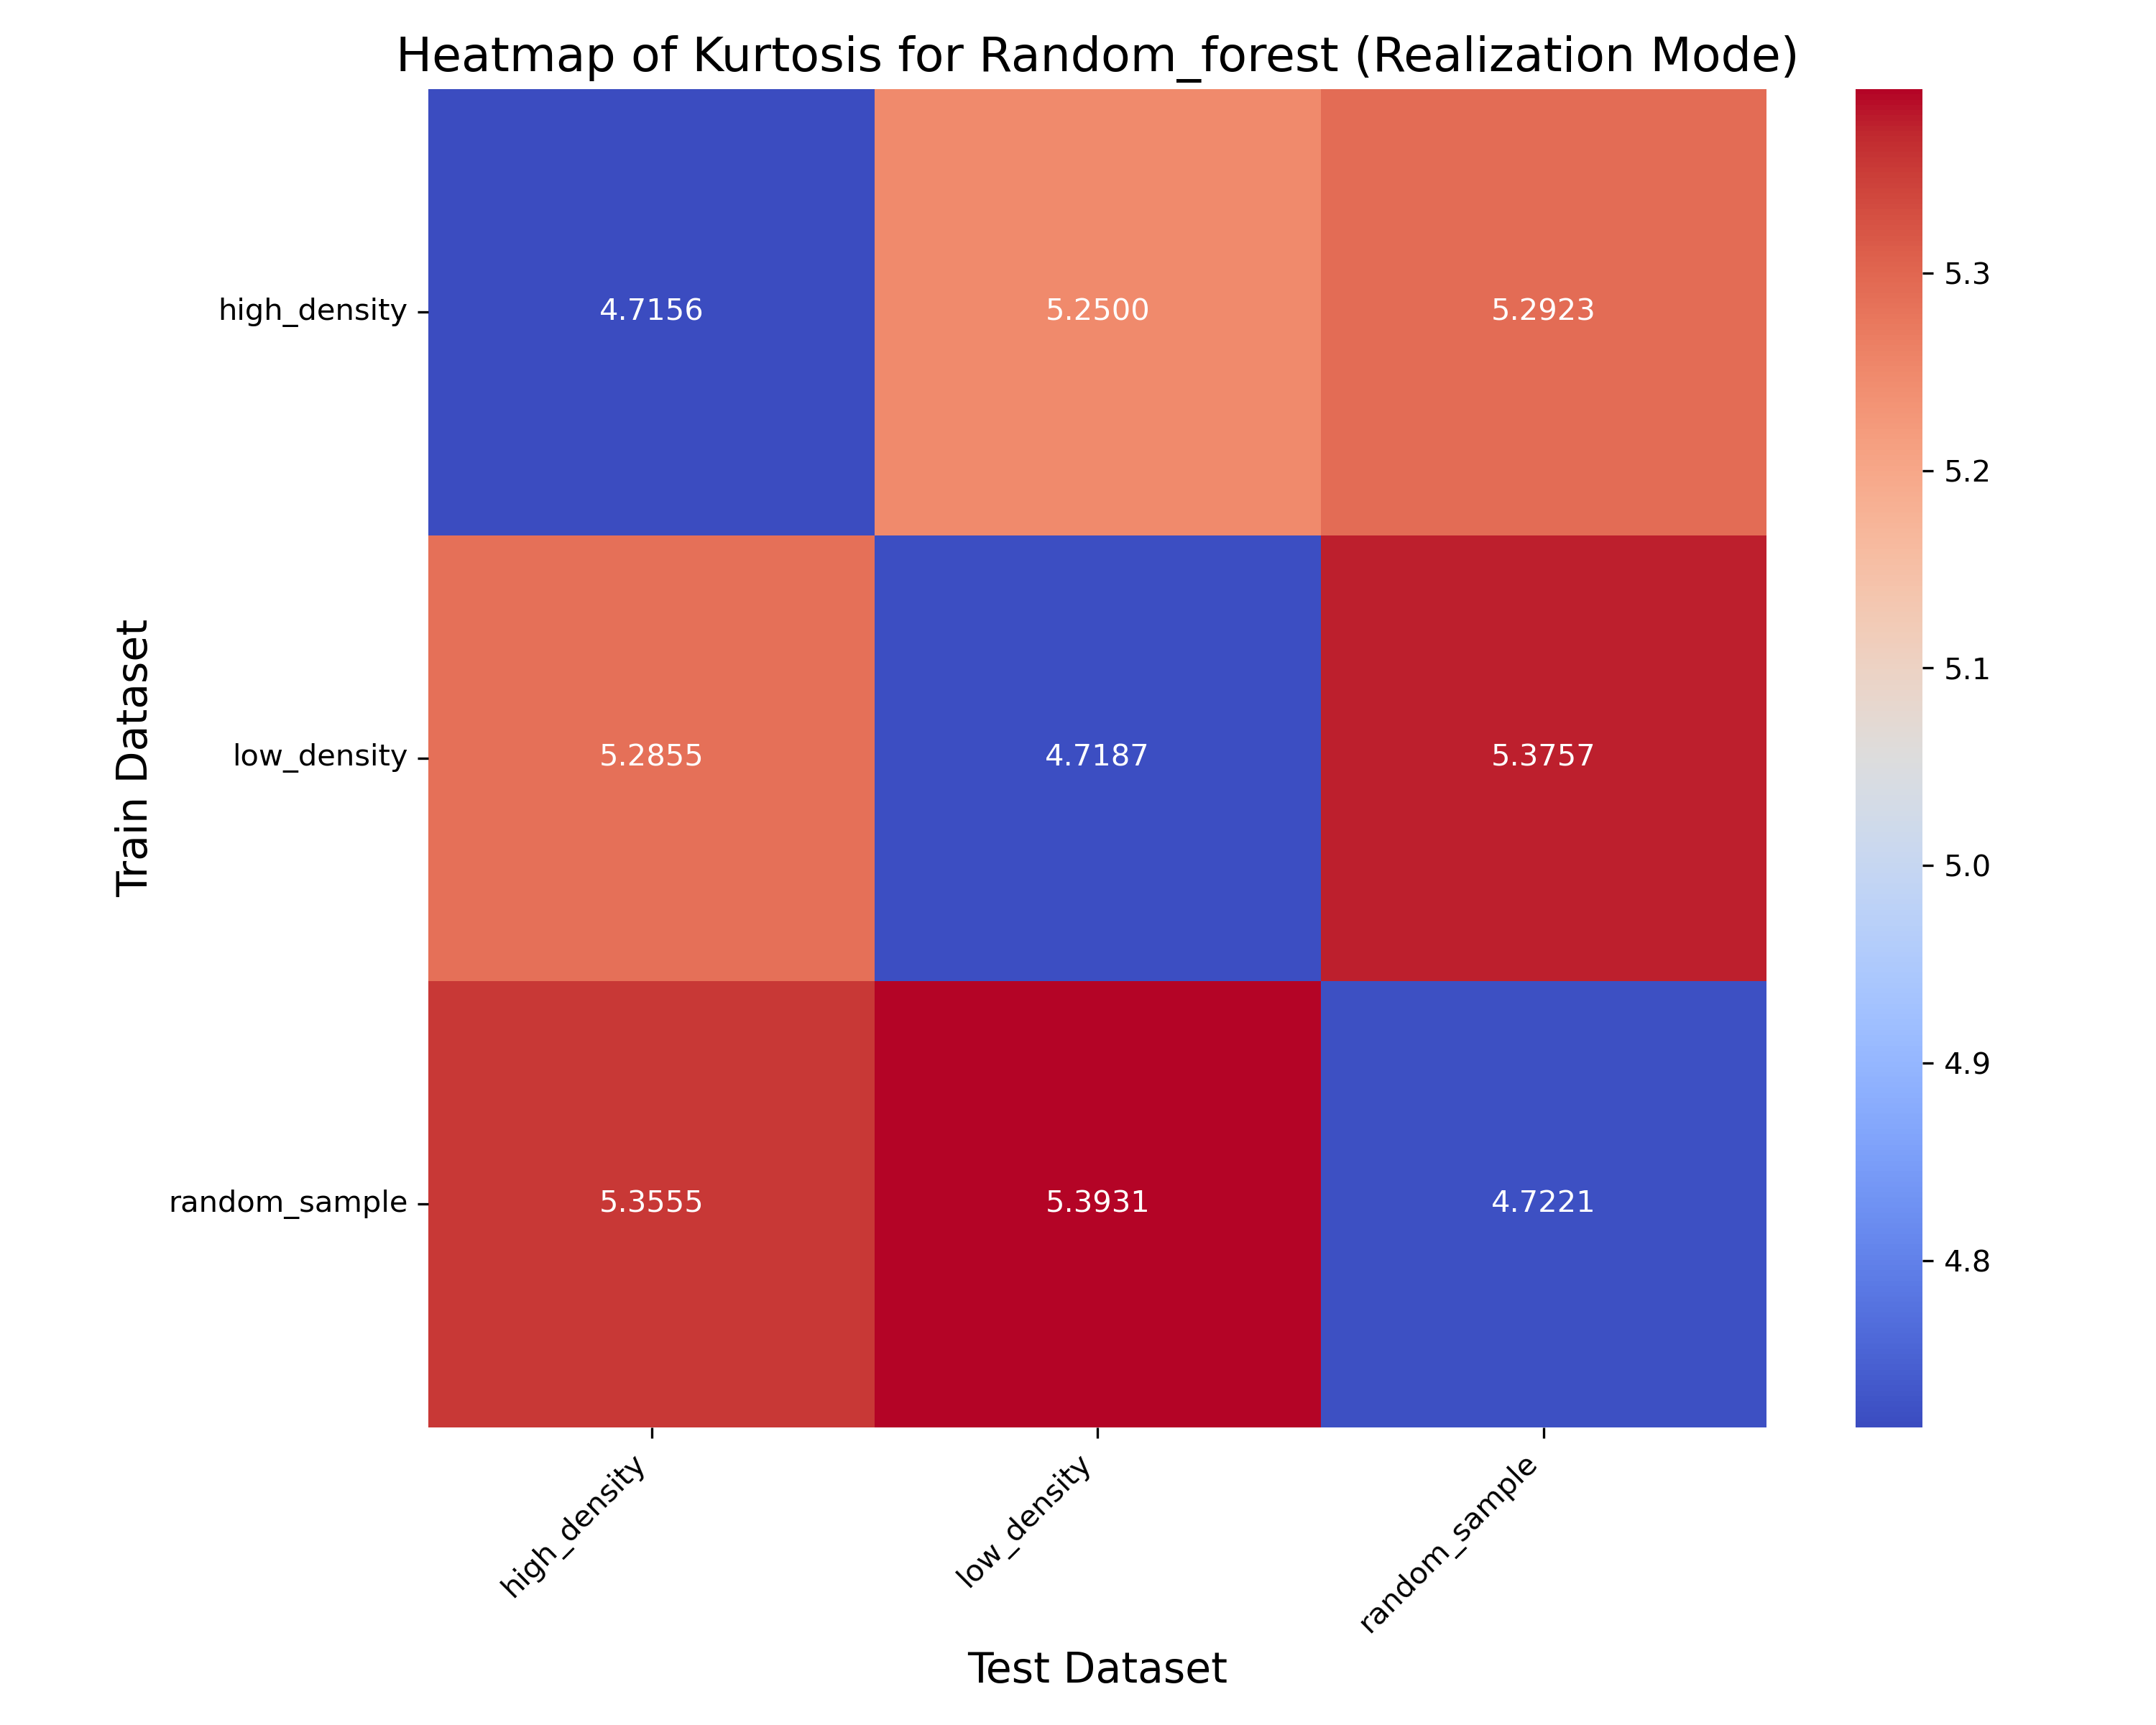 Heatmap of Kurtosis for Random_forest (Realization Mode)
Train Dataset
high_density
4.7156
5.2500
5.2923
low_density
5.2855
4.7187
5.3757
random_sample
5.3555
5.3931
4.7221
high_density
low_density
random_sample
Test Dataset
5.3
5.2
5.1
5.0
4.9
4.8